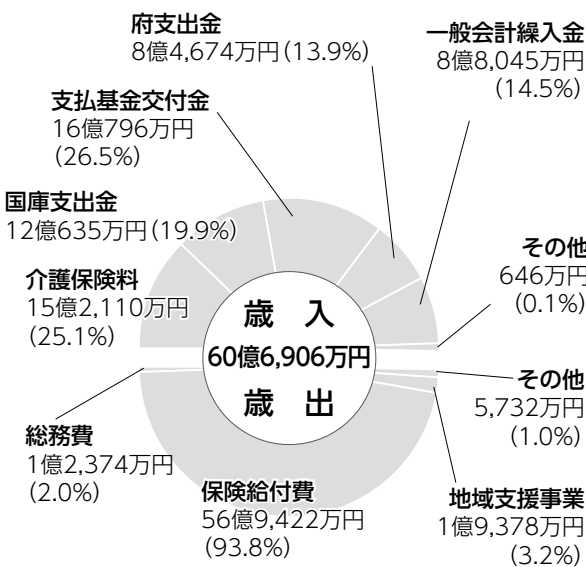 府支出金
8億4,674万円(13.9%)
一般会計繰入金
8億8,045万円
(14.5%)
支払基金交付金
16億796万円
(26.5%)
国庫支出金
12億635万円(19.9%)
介護保険料
15億2,110万円
(25.1%)
その他
646万円
(0.1%)
歳 入
60億6,906万円
歳 出
その他
5,732万円
(1.0%)
総務費
1億2,374万円
(2.0%)
保険給付費
56億9,422万円
(93.8%)
地域支援事業
1億9,378万円
(3.2%)